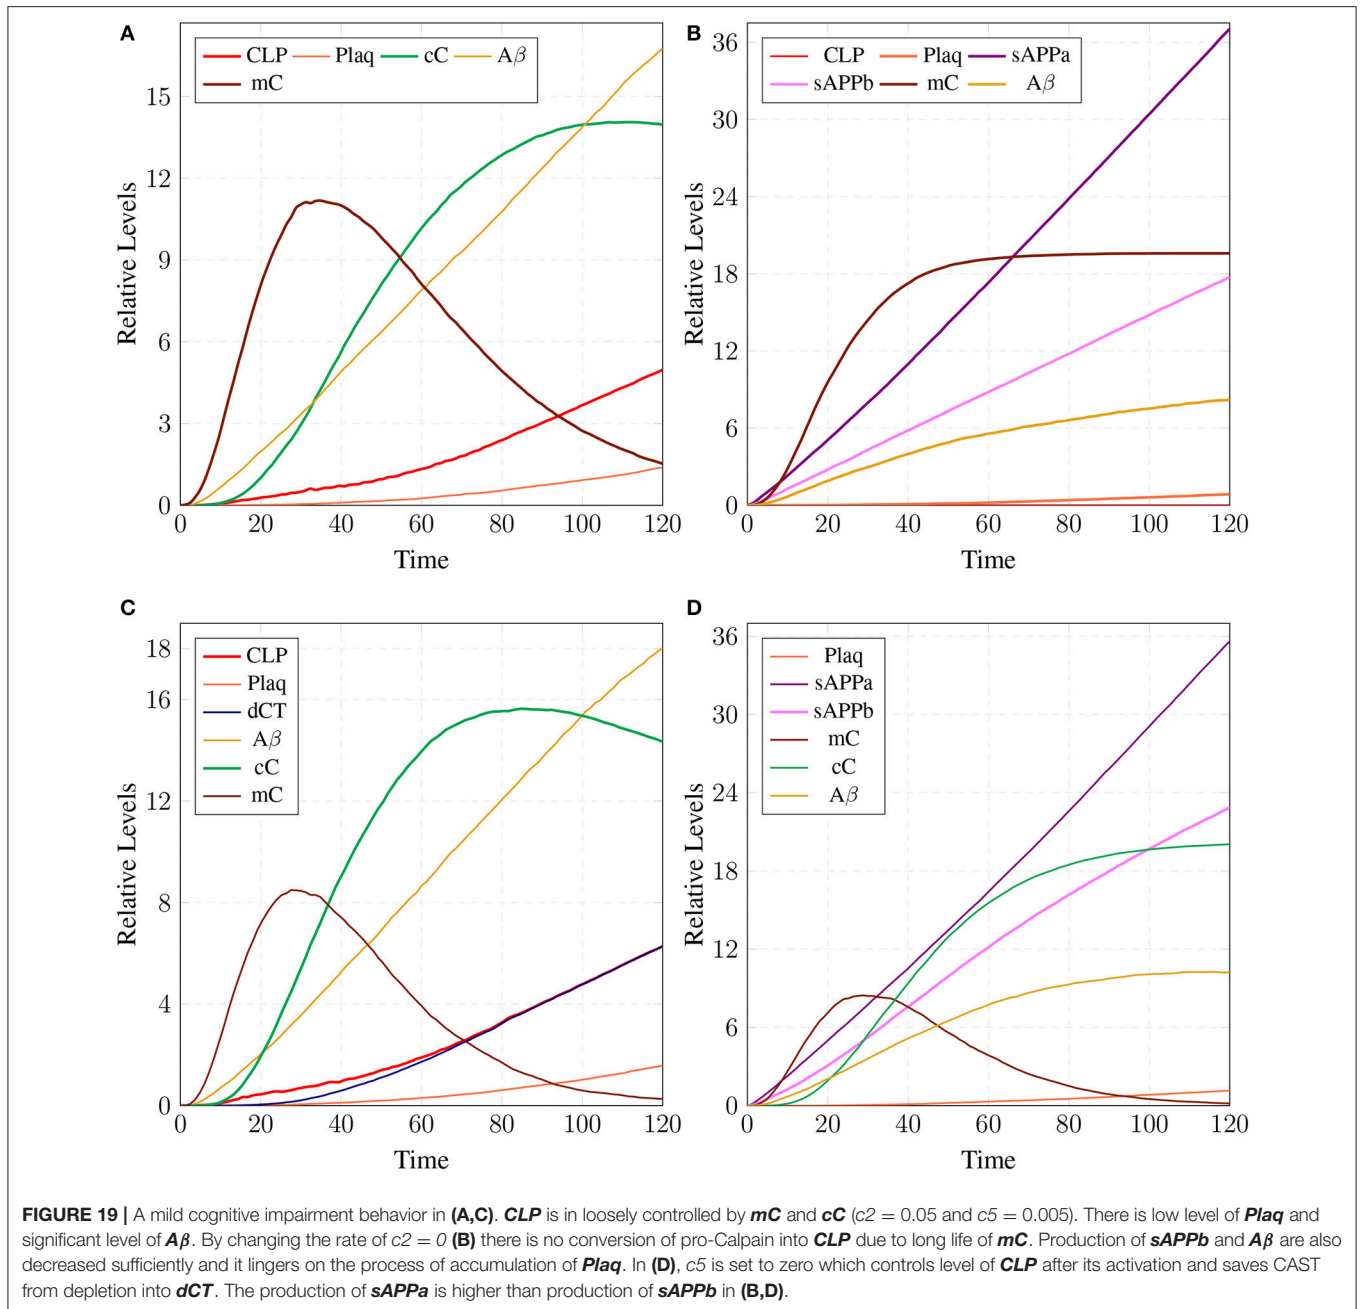 A
CLP Plaq cC Aβ
mC
15
12
9
6
3
0
Relative Levels
0 20 40 60 80 100 120
Time
B
CLP Plaq sAPPa
sAPPb mC Aβ
36
30
24
18
12
6
0
Relative Levels
0 20 40 60 80 100 120
Time
C
CLP
Plaq
dCT
Aβ
cC
mC
18
16
12
8
4
0
Relative Levels
0 20 40 60 80 100 120
Time
D
Plaq
sAPPa
sAPPb
mC
cC
Aβ
36
30
24
18
12
6
0
Relative Levels
0 20 40 60 80 100 120
Time
FIGURE 19 | A mild cognitive impairment behavior in (A,C). CLP is in loosely controlled by mC and cC (c2 = 0.05 and c5 = 0.005). There is low level of Plaq and
significant level of Aβ. By changing the rate of c2 = 0 (B) there is no conversion of pro-Calpain into CLP due to long life of mC. Production of sAPPb and Aβ are also
decreased sufficiently and it lingers on the process of accumulation of Plaq. In (D), c5 is set to zero which controls level of CLP after its activation and saves CAST
from depletion into dCT. The production of sAPPa is higher than production of sAPPb in (B,D).